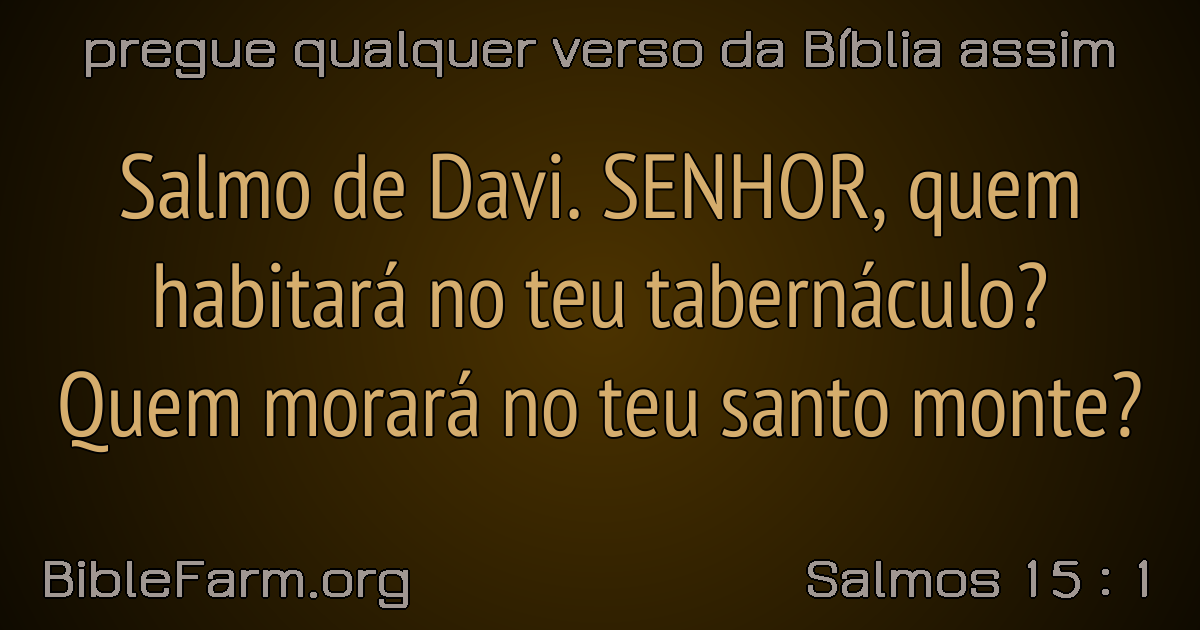 pregue qualquer verso da Bíblia assim
Salmo de Davi. SENHOR, quem
habitará no teu tabernáculo?
Quem morará no teu santo monte?
BibleFarm.org
Salmos 15 : 1